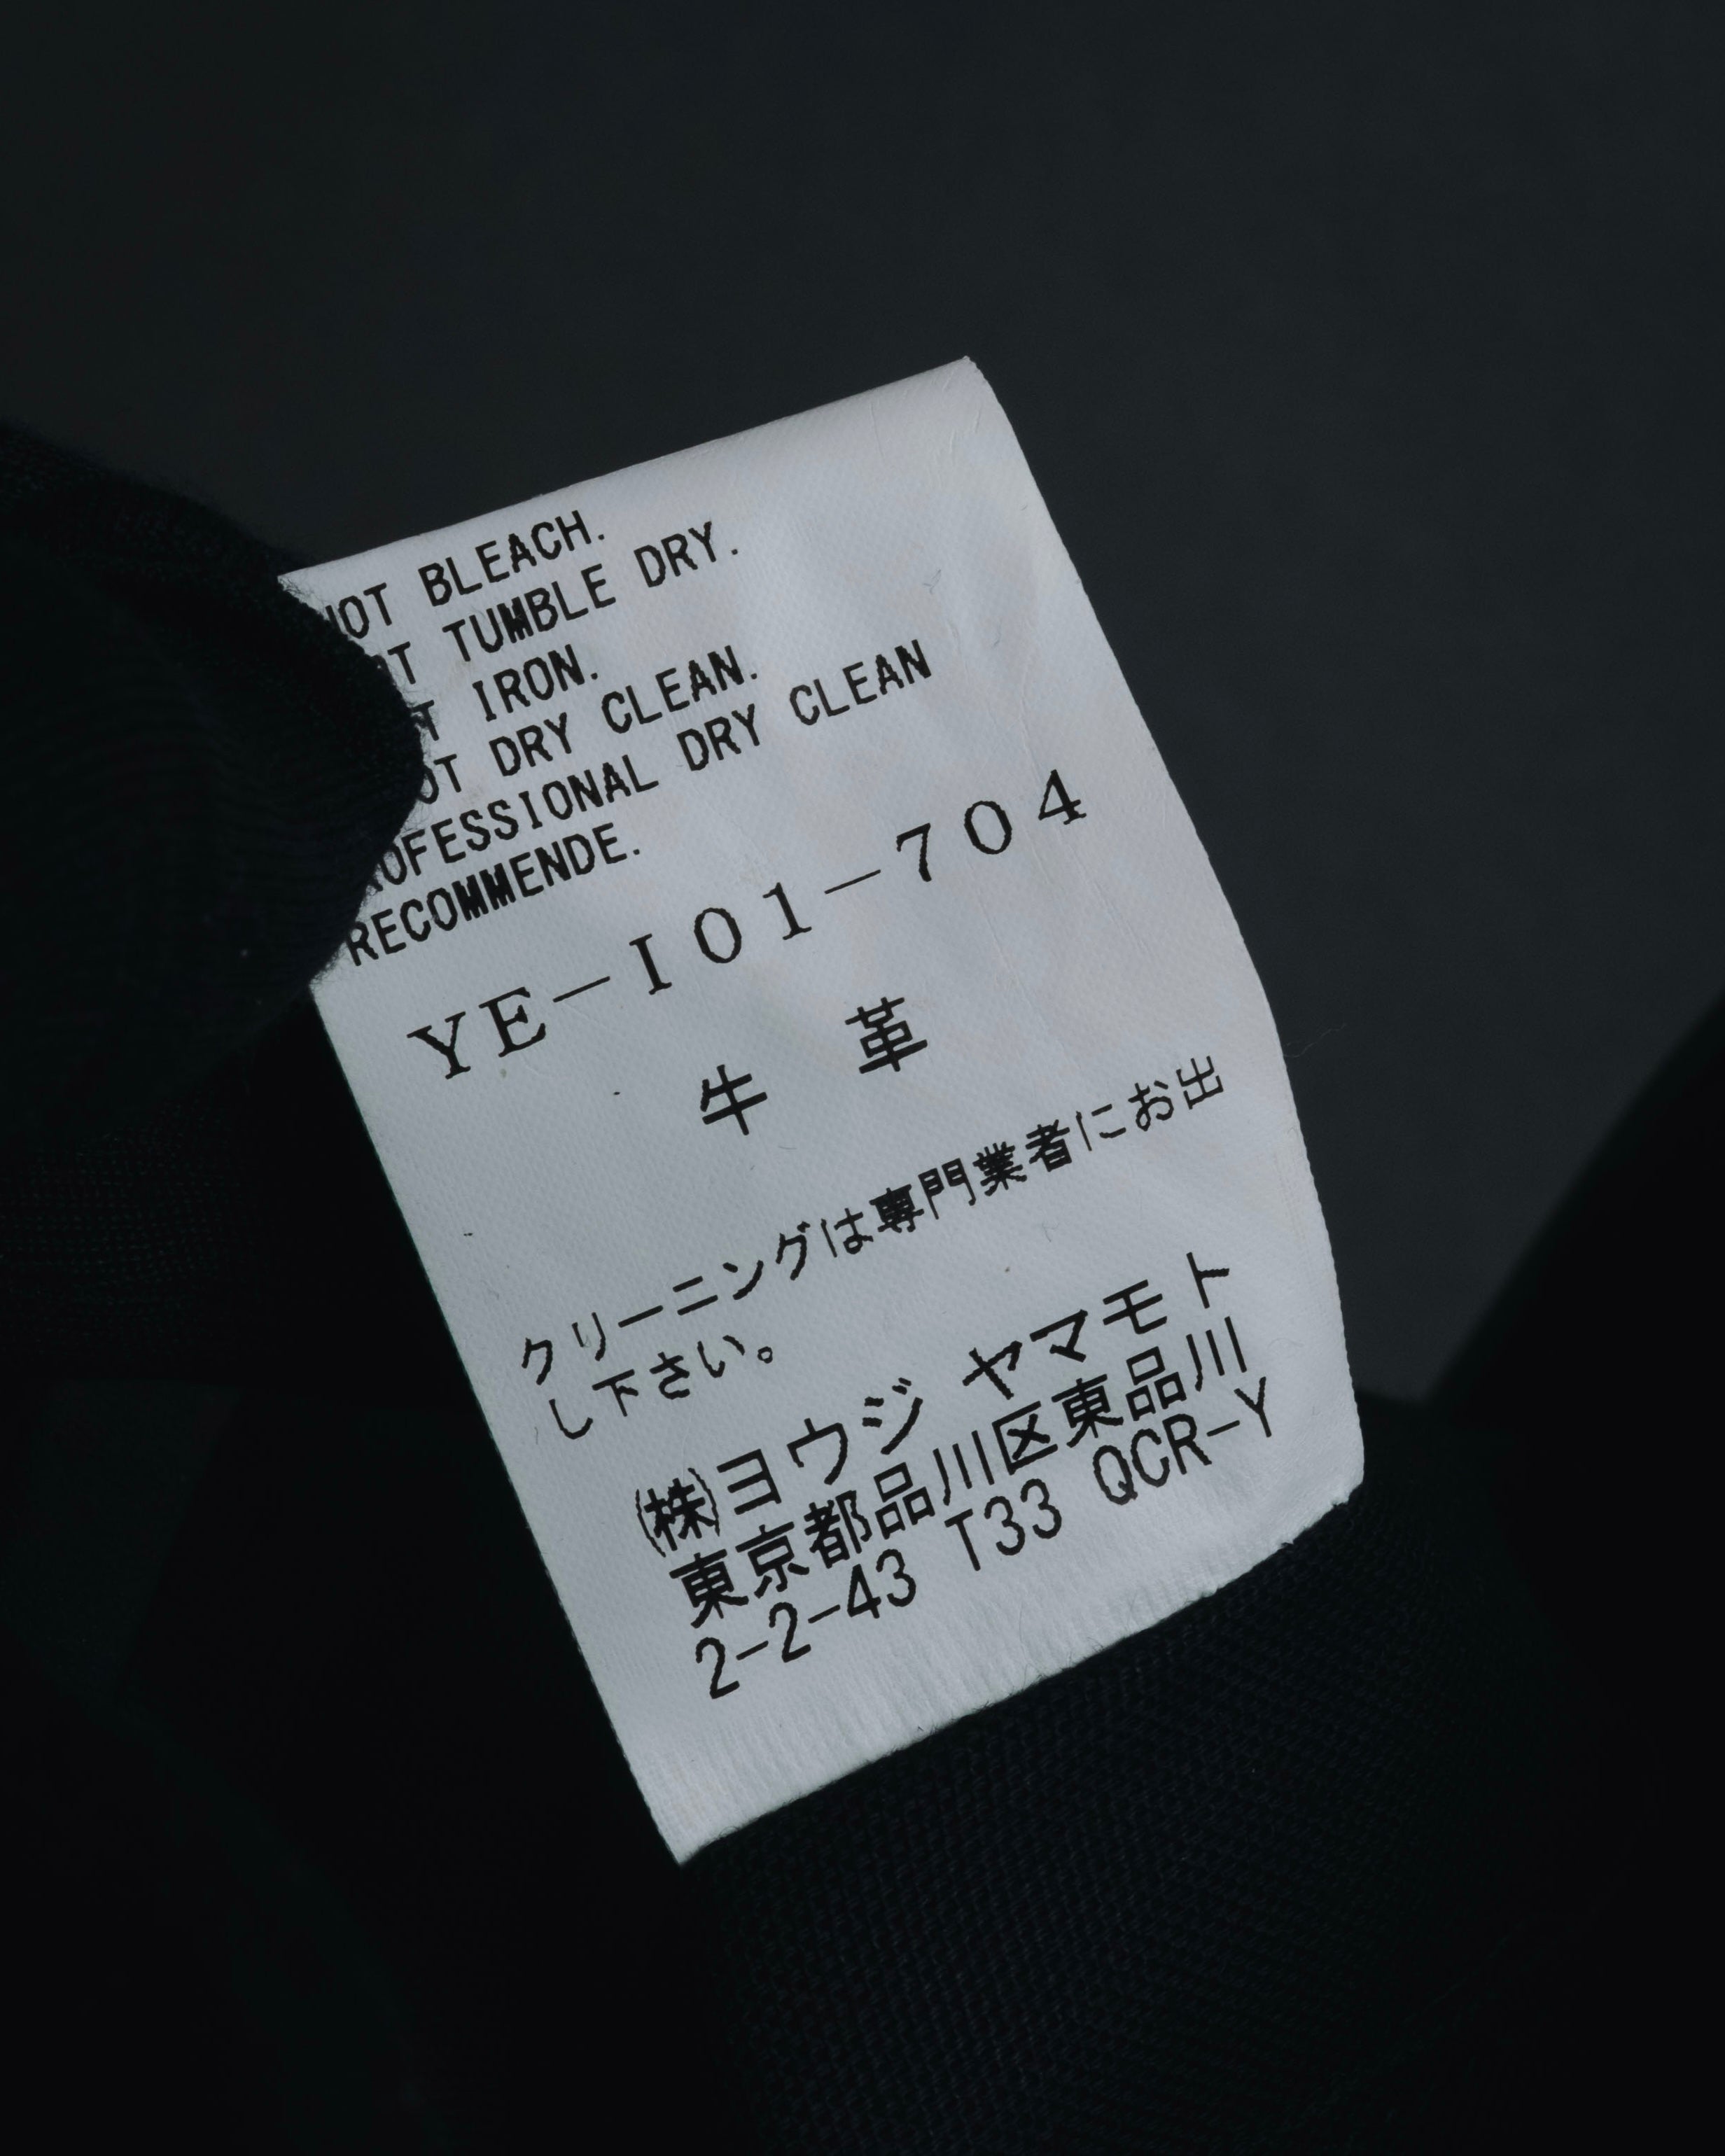 NOT BLEACH.
T TUMBLE DRY.
T IRON.
OT DRY CLEAN.
ROFESSIONAL DRY CLEAN
RECOMMENDE.
YE-I01-704
牛 革
クリーニングは専門業者にお出
し下さい。
㈱ヨウジ ヤマモト
東京都品川区東品川
2-2-43 T33 QCR-Y